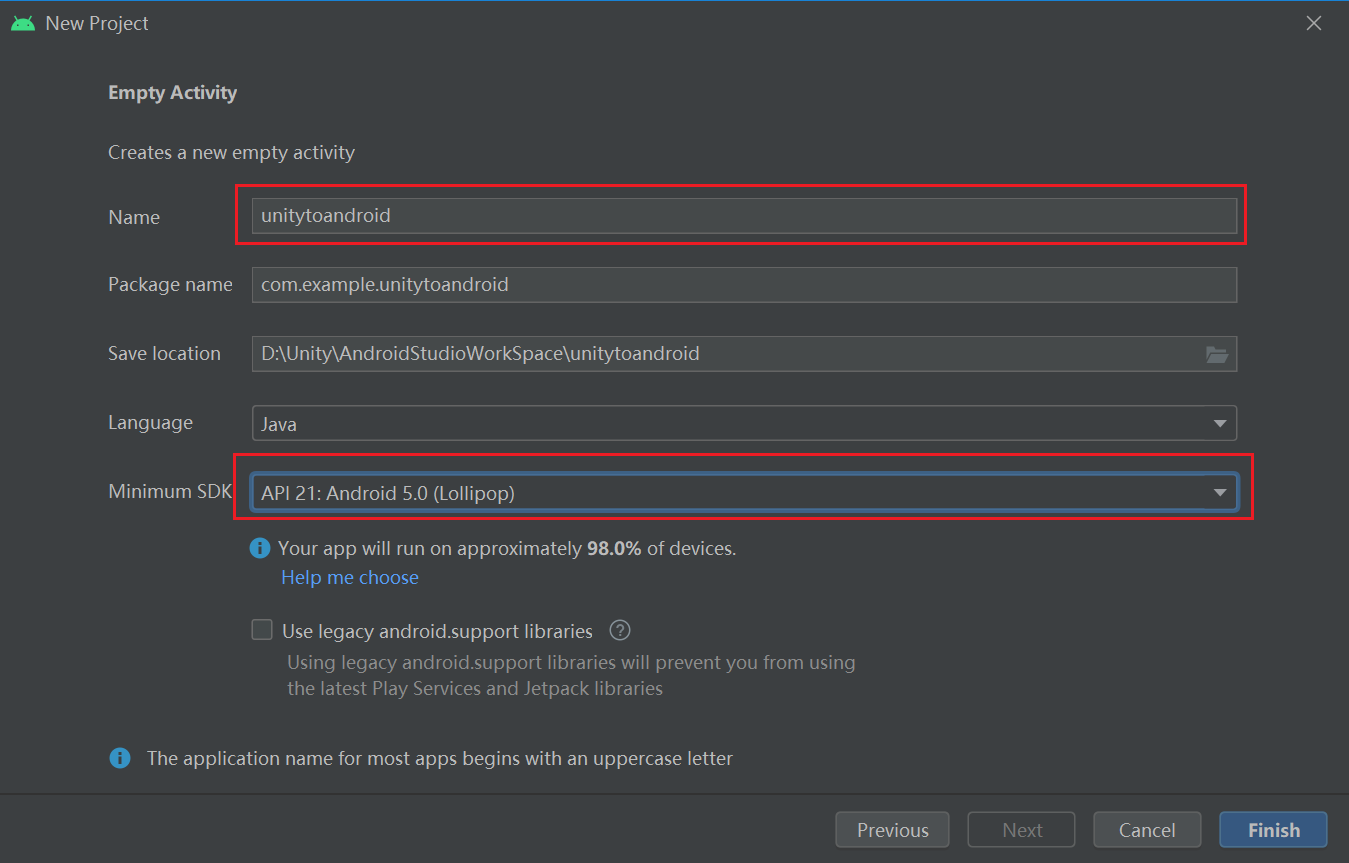 New Project
Empty Activity
Creates a new empty activity
Name unitytoandroid
Package name com.example.unitytoandroid
Save location D:\Unity\AndroidStudioWorkSpace\unitytoandroid
Language Java
Minimum SDK API 21: Android 5.0 (Lollipop)
Your app will run on approximately 98.0% of devices.
Help me choose
Use legacy android.support libraries ?
Using legacy android.support libraries will prevent you from using
the latest Play Services and Jetpack libraries
The application name for most apps begins with an uppercase letter
Previous Next Cancel Finish